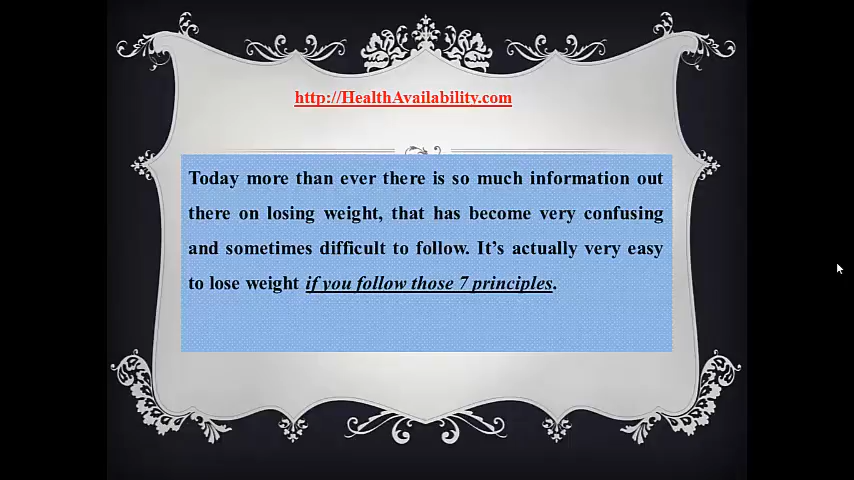 http://HealthAvailability.com
Today more than ever there is so much information out
there on losing weight, that has become very confusing
and sometimes difficult to follow. It’s actually very easy
to lose weight if you follow those 7 principles.